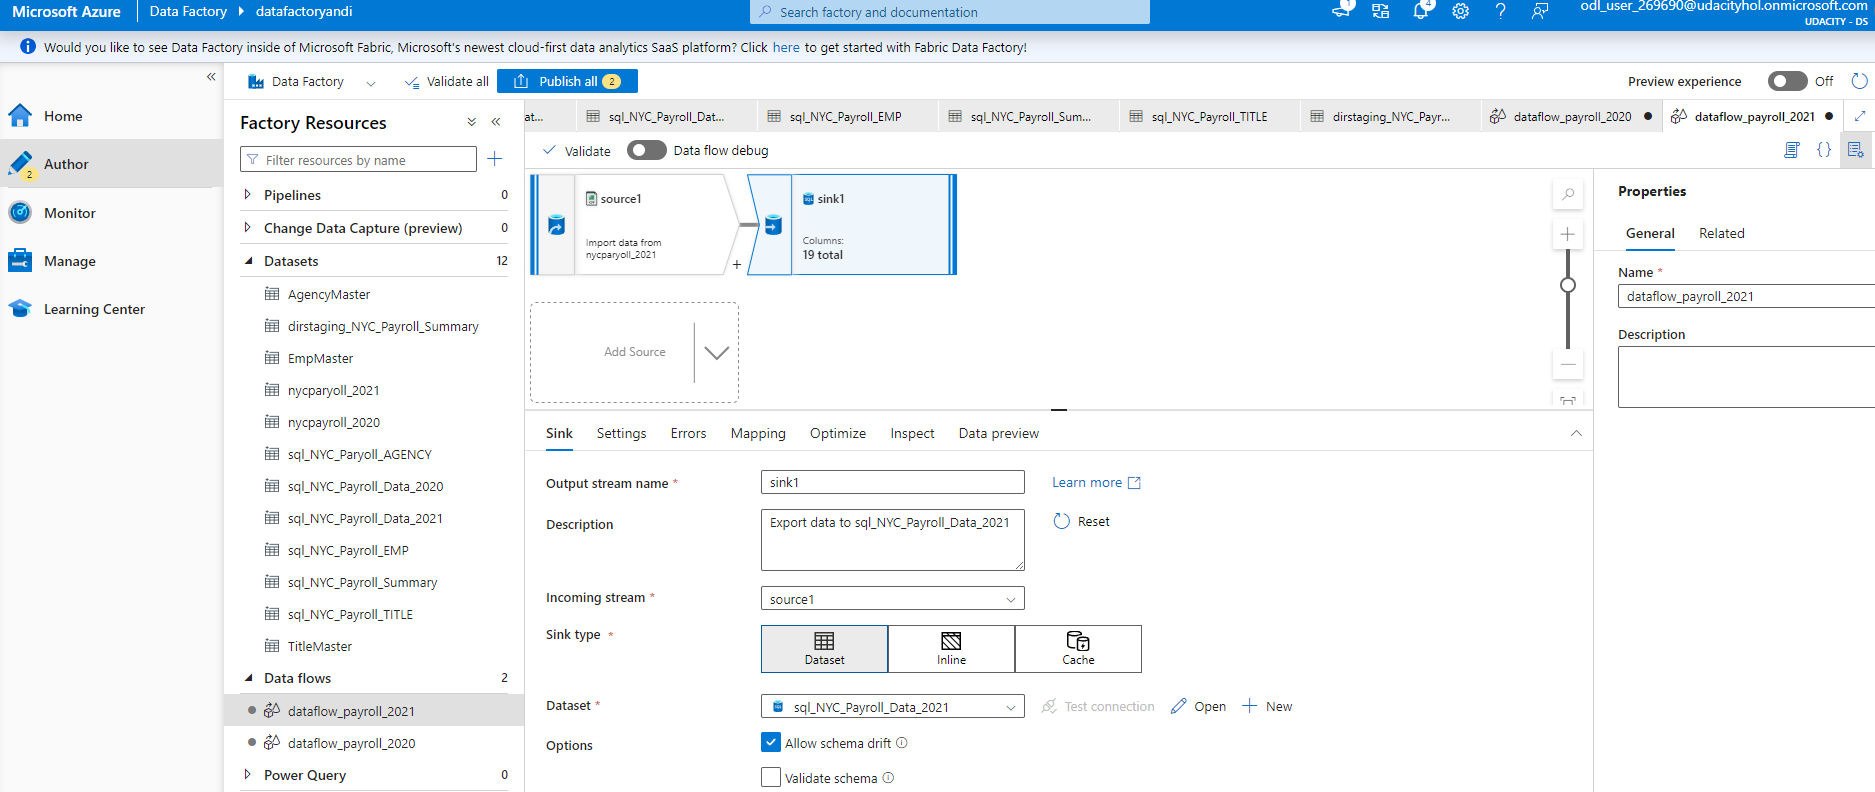 Microsoft Azure
Data Factory
datafactoryandi
Search factory and documentation
1
4
odl_user_269690@udacityhol.onmicrosoft.com
UDACITY - DS
Would you like to see Data Factory inside of Microsoft Fabric, Microsoft's newest cloud-first data analytics SaaS platform? Click here to get started with Fabric Data Factory!
Home
Author
2
Monitor
Manage
Learning Center
Data Factory
Validate all
Publish all 2
Preview experience
Off
Factory Resources
Filter resources by name
Pipelines 0
Change Data Capture (preview) 0
Datasets 12
AgencyMaster
dirstaging_NYC_Payroll_Summary
EmpMaster
nycparyoll_2021
nycpayroll_2020
sql_NYC_Paryoll_AGENCY
sql_NYC_Payroll_Data_2020
sql_NYC_Payroll_Data_2021
sql_NYC_Payroll_EMP
sql_NYC_Payroll_Summary
sql_NYC_Payroll_TITLE
TitleMaster
Data flows 2
dataflow_payroll_2021
dataflow_payroll_2020
Power Query 0
at...
sql_NYC_Payroll_Dat...
sql_NYC_Payroll_EMP
sql_NYC_Payroll_Sum...
sql_NYC_Payroll_TITLE
dirstaging_NYC_Payr...
dataflow_payroll_2020
dataflow_payroll_2021
Validate
Data flow debug
source1
Import data from
nycparyoll_2021
+
sink1
Columns:
19 total
Add Source
Sink
Settings
Errors
Mapping
Optimize
Inspect
Data preview
Output stream name *
sink1
Learn more
Description
Export data to sql_NYC_Payroll_Data_2021
Reset
Incoming stream *
source1
Sink type *
Dataset
Inline
Cache
Dataset *
sql_NYC_Payroll_Data_2021
Test connection
Open
New
Options
Allow schema drift
Validate schema
Properties
General
Related
Name *
dataflow_payroll_2021
Description